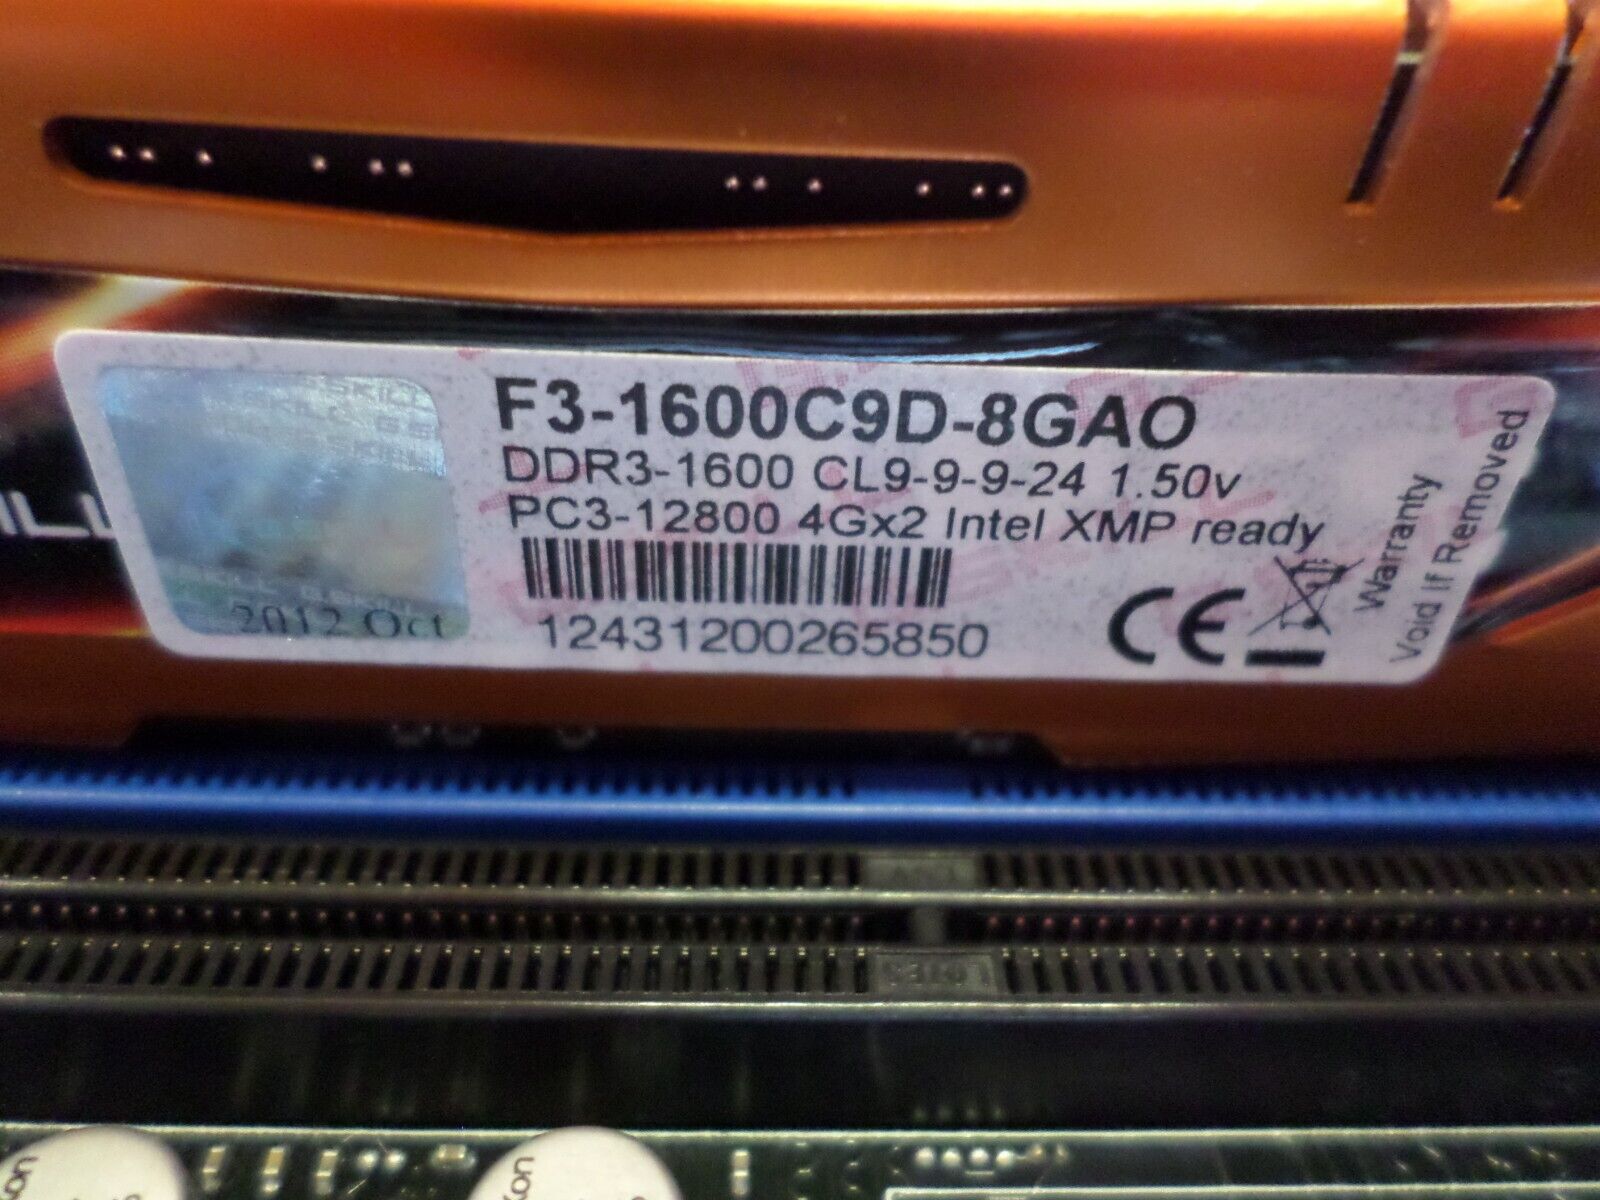 F3-1600C9D-8GAO
DDR3-1600 CL9-9-9-24 1.50v
PC3-12800 4Gx2 Intel XMP ready
12431200265850
2012 Oct
CE
Warranty
Void If Removed
LOTES